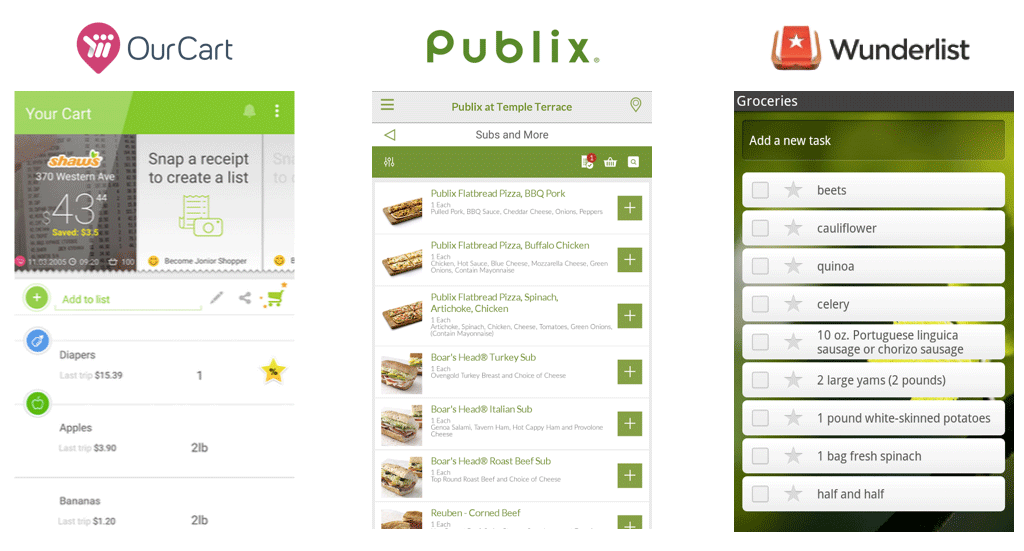 OurCart
Your Cart
shaw's
370 Western Ave
$43.44
Saved: $3.5
11.03.2005
09:20
100
Snap a receipt
to create a list
Become Jonior Shopper
Add to list
Diapers
Last trip $15.39
1
Apples
Last trip $3.90
2lb
Bananas
Last trip $1.20
2lb
Publix®
Publix at Temple Terrace
Subs and More
1
Publix Flatbread Pizza, BBQ Pork
1 Each
Pulled Pork, BBQ Sauce, Cheddar Cheese, Onions, Peppers
Publix Flatbread Pizza, Buffalo Chicken
1 Each
Chicken, Hot Sauce, Blue Cheese, Mozzarella Cheese, Green
Onions, Contain Mayonnaise
Publix Flatbread Pizza, Spinach,
Artichoke, Chicken
1 Each
Artichoke, Spinach, Chicken, Cheese, Tomatoes, Green Onions,
(Contain Mayonnaise)
Boar's Head® Turkey Sub
1 Each
Ovengold Turkey Breast and Choice of Cheese
Boar's Head® Italian Sub
1 Each
Genoa Salami, Tavern Ham, Hot Cappy Ham and Provolone
Cheese
Boar's Head® Roast Beef Sub
1 Each
Top Round Roast Beef and Choice of Cheese
Reuben - Corned Beef
1 Each
Wunderlist
Groceries
Add a new task
beets
cauliflower
quinoa
celery
10 oz. Portuguese linguica
sausage or chorizo sausage
2 large yams (2 pounds)
1 pound white-skinned potatoes
1 bag fresh spinach
half and half